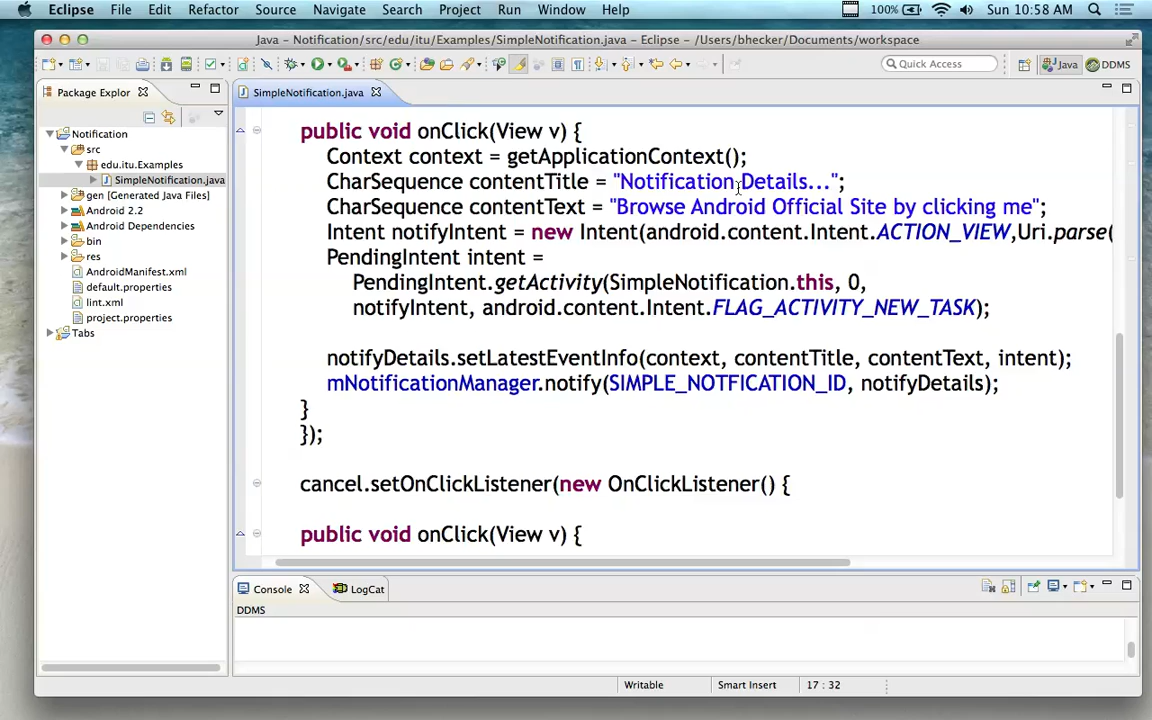 Eclipse File Edit Refactor Source Navigate Search Project Run Window Help 100% Sun 10:58 AM
Java – Notification/src/edu/itu/Examples/SimpleNotification.java – Eclipse – /Users/bhecker/Documents/workspace
Quick Access Java DDMS
Package Explor
SimpleNotification.java
Notification
src
edu.itu.Examples
SimpleNotification.java
gen [Generated Java Files]
Android 2.2
Android Dependencies
bin
res
AndroidManifest.xml
default.properties
lint.xml
project.properties
Tabs
public void onClick(View v) {
Context context = getApplicationContext();
CharSequence contentTitle = "Notification Details...";
CharSequence contentText = "Browse Android Official Site by clicking me";
Intent notifyIntent = new Intent(android.content.Intent.ACTION_VIEW,Uri.parse(
PendingIntent intent =
PendingIntent.getActivity(SimpleNotification.this, 0,
notifyIntent, android.content.Intent.FLAG_ACTIVITY_NEW_TASK);
notifyDetails.setLatestEventInfo(context, contentTitle, contentText, intent);
mNotificationManager.notify(SIMPLE_NOTFICATION_ID, notifyDetails);
}
});
cancel.setOnClickListener(new OnClickListener() {
public void onClick(View v) {
Console LogCat
DDMS
Writable Smart Insert 17 : 32